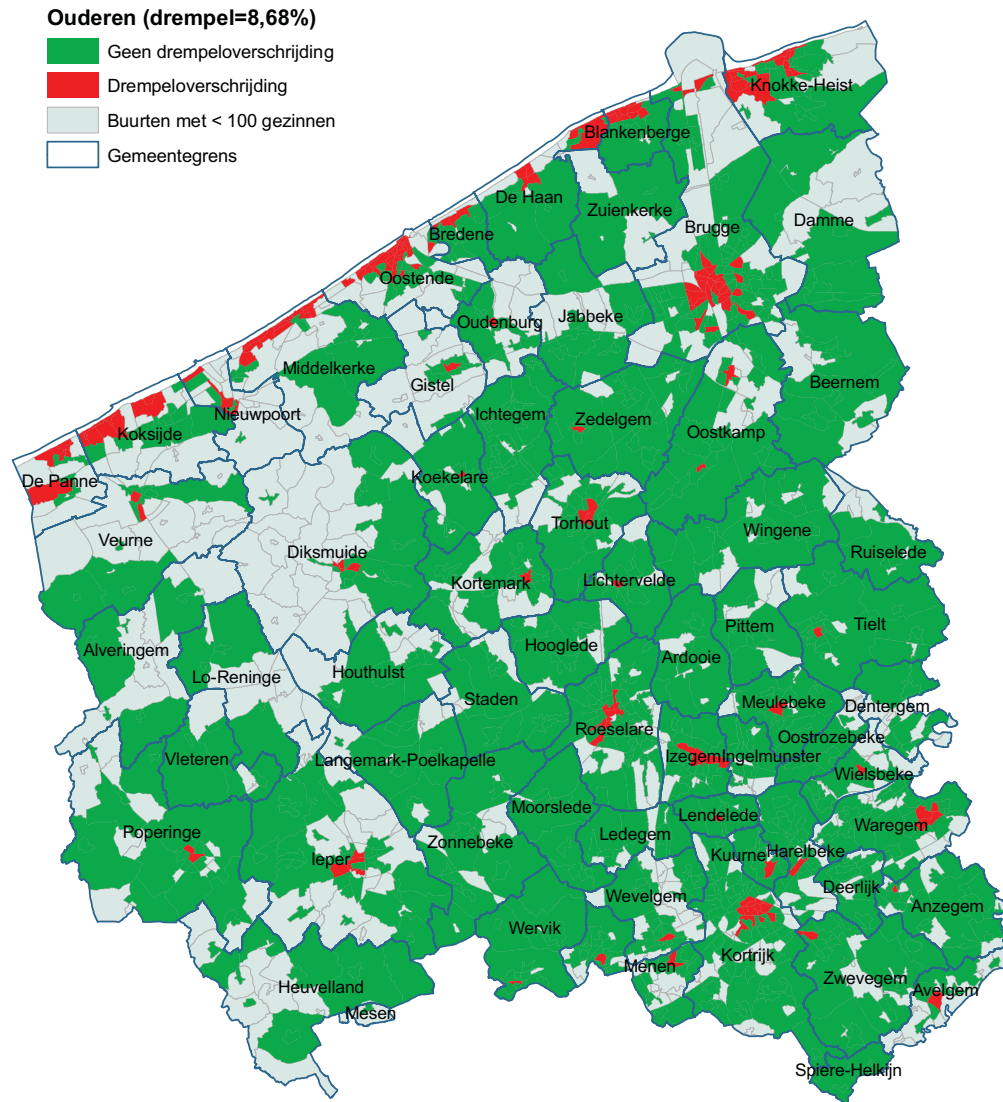 Ouderen (drempel=8,68%)
Geen drempeloverschrijding
Drempeloverschrijding
Buurten met < 100 gezinnen
Gemeentegrens
Knokke-Heist
Blankenberge
De Haan
Zuienkerke
Damme
Brugge
Bredene
Oostende
Oudenburg
Jabbeke
Middelkerke
Gistel
Beernem
Nieuwpoort
Ichtegem
Zedelgem
Oostkamp
Koksijde
De Panne
Koekelare
Torhout
Wingene
Veurne
Diksmuide
Ruiselede
Kortemark
Lichtervelde
Pittem
Tielt
Hooglede
Alveringem
Ardooie
Houthulst
Lo-Reninge
Staden
Meulebeke
Dentergem
Roeselare
Oostrozebeke
Vleteren
Langemark-Poelkapelle
Izegem
Ingelmunster
Wielsbeke
Moorslede
Lendelede
Waregem
Poperinge
Ieper
Zonnebeke
Ledegem
Kuurne
Harelbeke
Deerlijk
Wevelgem
Anzegem
Wervik
Kortrijk
Menen
Zwevegem
Heuvelland
Avelgem
Mesen
Spiere-Helkijn